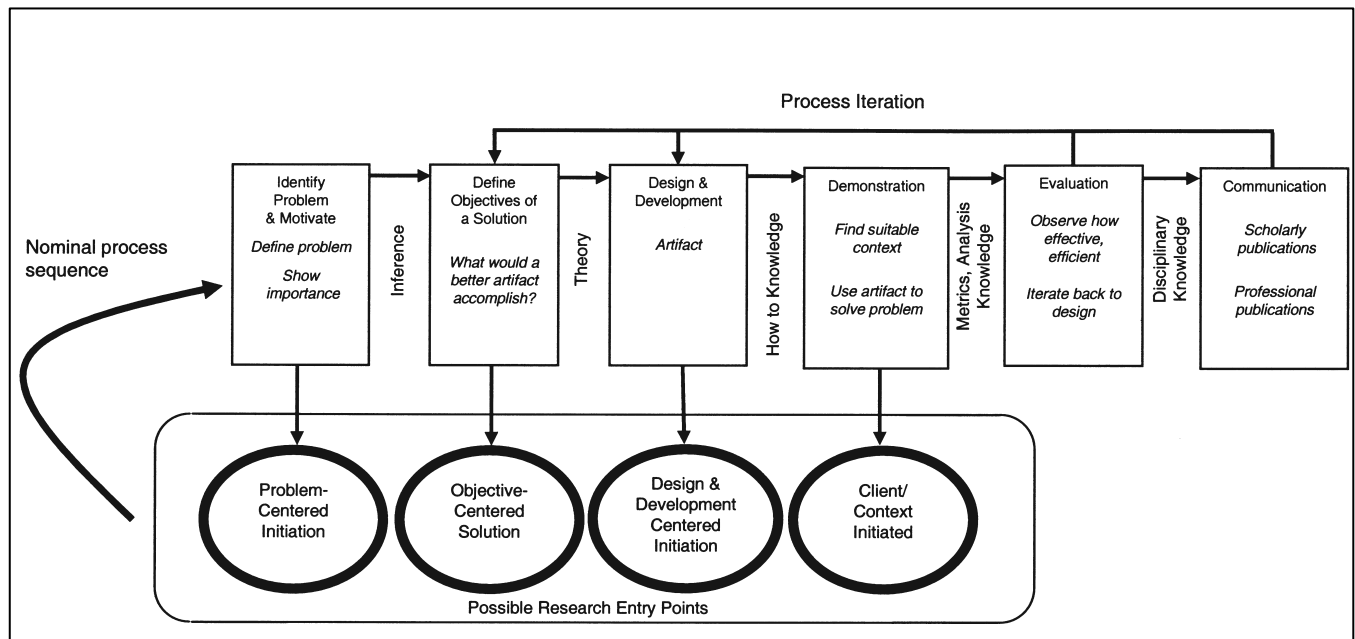 Process Iteration
Nominal process
sequence
Identify
Problem
& Motivate
Define problem
Show
importance
Inference
Define
Objectives of
a Solution
What would a
better artifact
accomplish?
Theory
Design &
Development
Artifact
How to Knowledge
Demonstration
Find suitable
context
Use artifact to
solve problem
Metrics, Analysis
Knowledge
Evaluation
Observe how
effective,
efficient
Iterate back to
design
Disciplinary
Knowledge
Communication
Scholarly
publications
Professional
publications
Problem-
Centered
Initiation
Objective-
Centered
Solution
Design &
Development
Centered
Initiation
Client/
Context
Initiated
Possible Research Entry Points